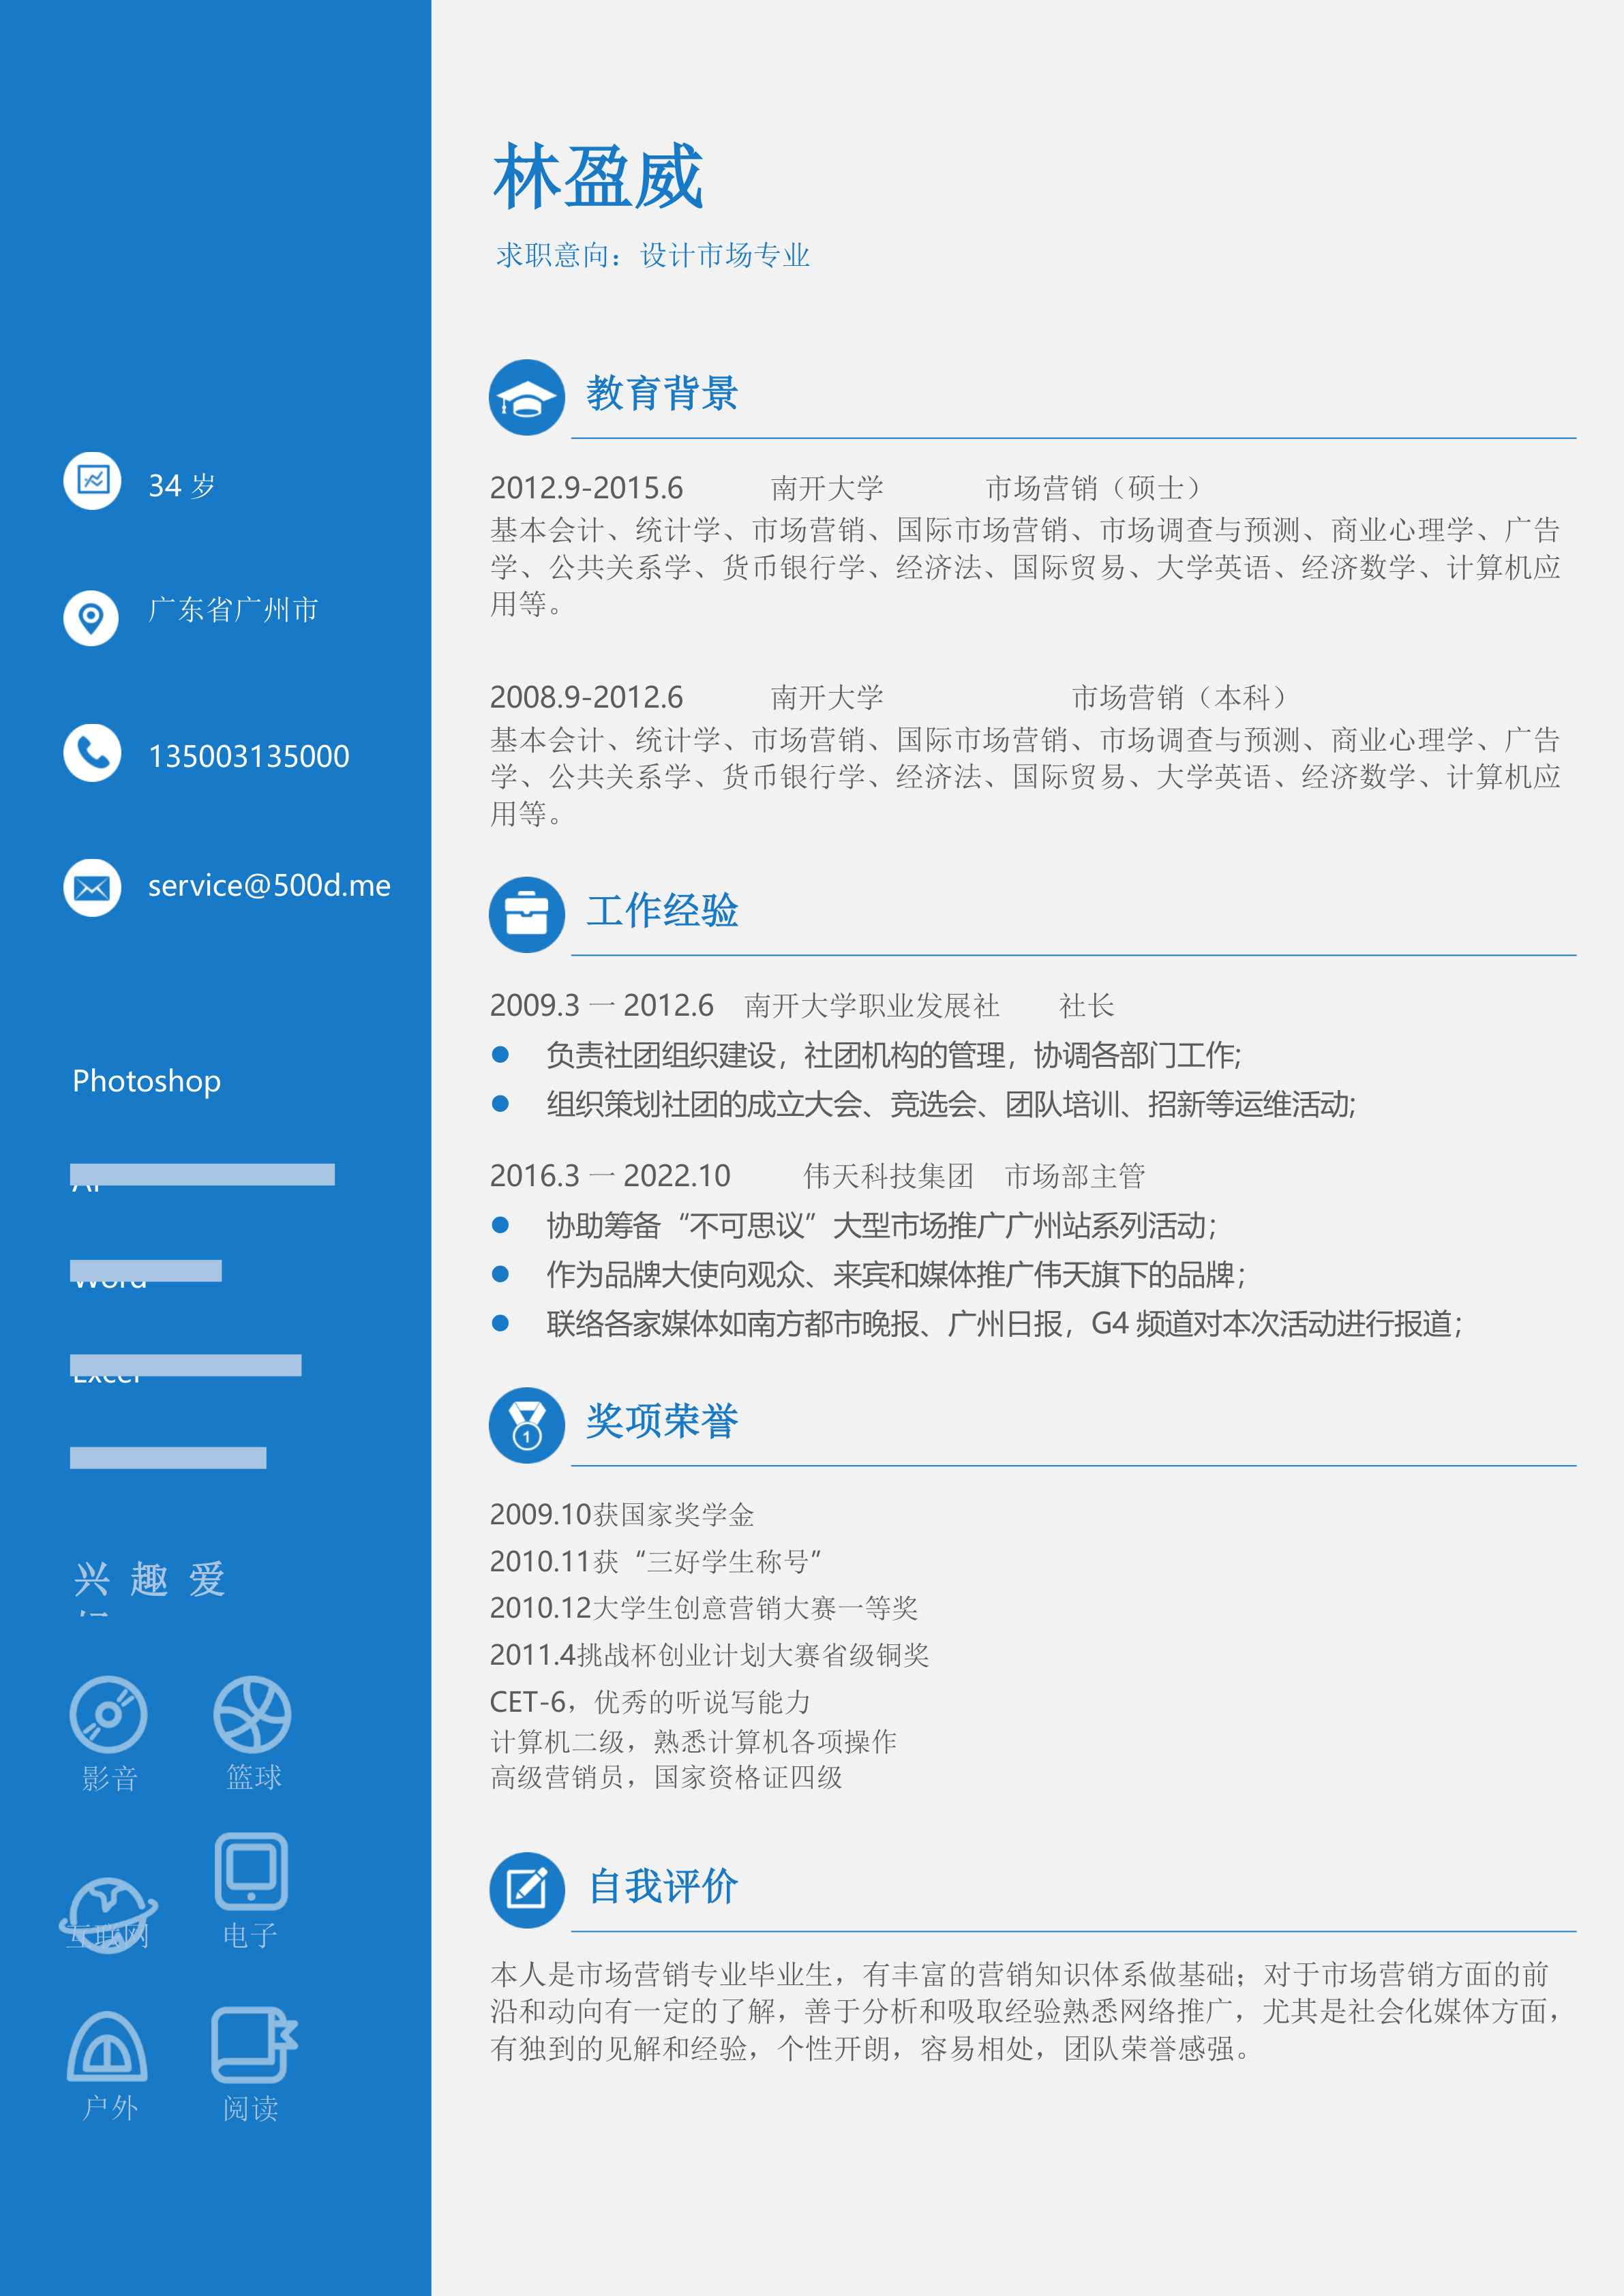 林盈威
求职意向：设计市场专业
34 岁
广东省广州市
135003135000
service@500d.me
Photoshop
Word
Excel
兴 趣 爱
影音
篮球
互联网
电子
户外
阅读
教育背景
2012.9-2015.6 南开大学 市场营销（硕士）
基本会计、统计学、市场营销、国际市场营销、市场调查与预测、商业心理学、广告
学、公共关系学、货币银行学、经济法、国际贸易、大学英语、经济数学、计算机应
用等。
2008.9-2012.6 南开大学 市场营销（本科）
基本会计、统计学、市场营销、国际市场营销、市场调查与预测、商业心理学、广告
学、公共关系学、货币银行学、经济法、国际贸易、大学英语、经济数学、计算机应
用等。
工作经验
2009.3 一 2012.6 南开大学职业发展社 社长
● 负责社团组织建设，社团机构的管理，协调各部门工作;
● 组织策划社团的成立大会、竞选会、团队培训、招新等运维活动;
2016.3 一 2022.10 伟天科技集团 市场部主管
● 协助筹备“不可思议”大型市场推广广州站系列活动；
● 作为品牌大使向观众、来宾和媒体推广伟天旗下的品牌；
● 联络各家媒体如南方都市晚报、广州日报，G4 频道对本次活动进行报道；
奖项荣誉
2009.10获国家奖学金
2010.11获“三好学生称号”
2010.12大学生创意营销大赛一等奖
2011.4挑战杯创业计划大赛省级铜奖
CET-6，优秀的听说写能力
计算机二级，熟悉计算机各项操作
高级营销员，国家资格证四级
自我评价
本人是市场营销专业毕业生，有丰富的营销知识体系做基础；对于市场营销方面的前
沿和动向有一定的了解，善于分析和吸取经验熟悉网络推广，尤其是社会化媒体方面，
有独到的见解和经验，个性开朗，容易相处，团队荣誉感强。